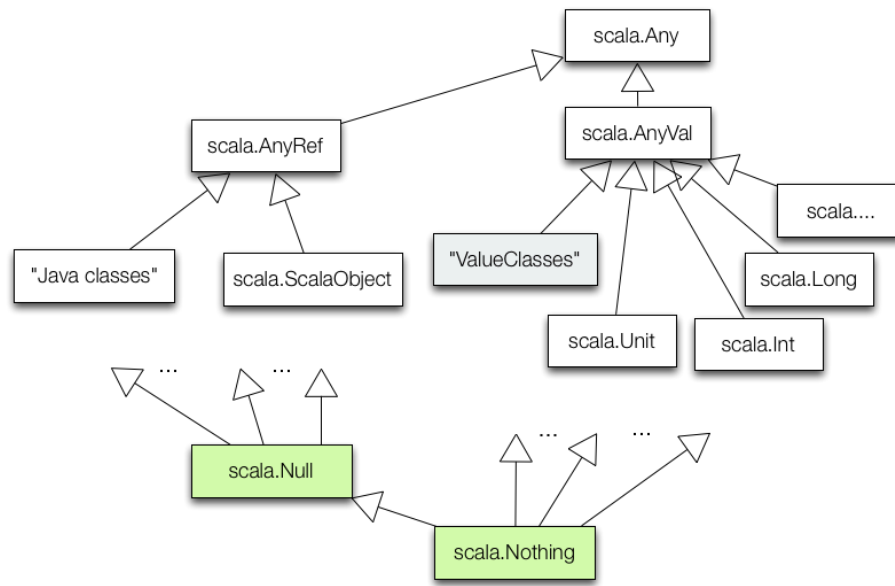 scala.Any
scala.AnyRef
scala.AnyVal
scala....
"Java classes"
scala.ScalaObject
"ValueClasses"
scala.Long
scala.Unit
scala.Int
...
...
...
...
scala.Null
scala.Nothing